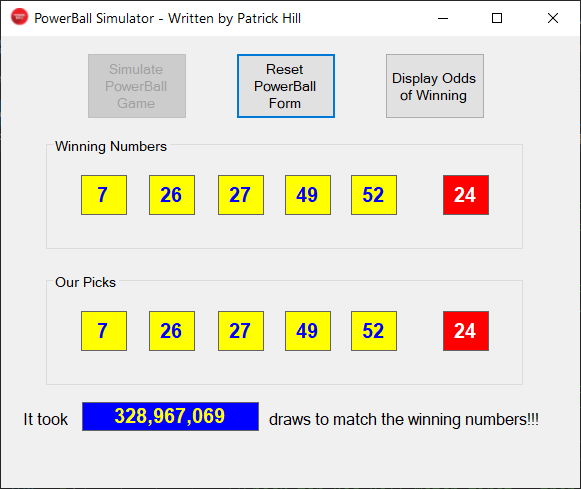 PowerBall Simulator - Written by Patrick Hill
Simulate
PowerBall
Game
Reset
PowerBall
Form
Display Odds
of Winning
Winning Numbers
7 26 27 49 52 24
Our Picks
7 26 27 49 52 24
It took 328,967,069 draws to match the winning numbers!!!